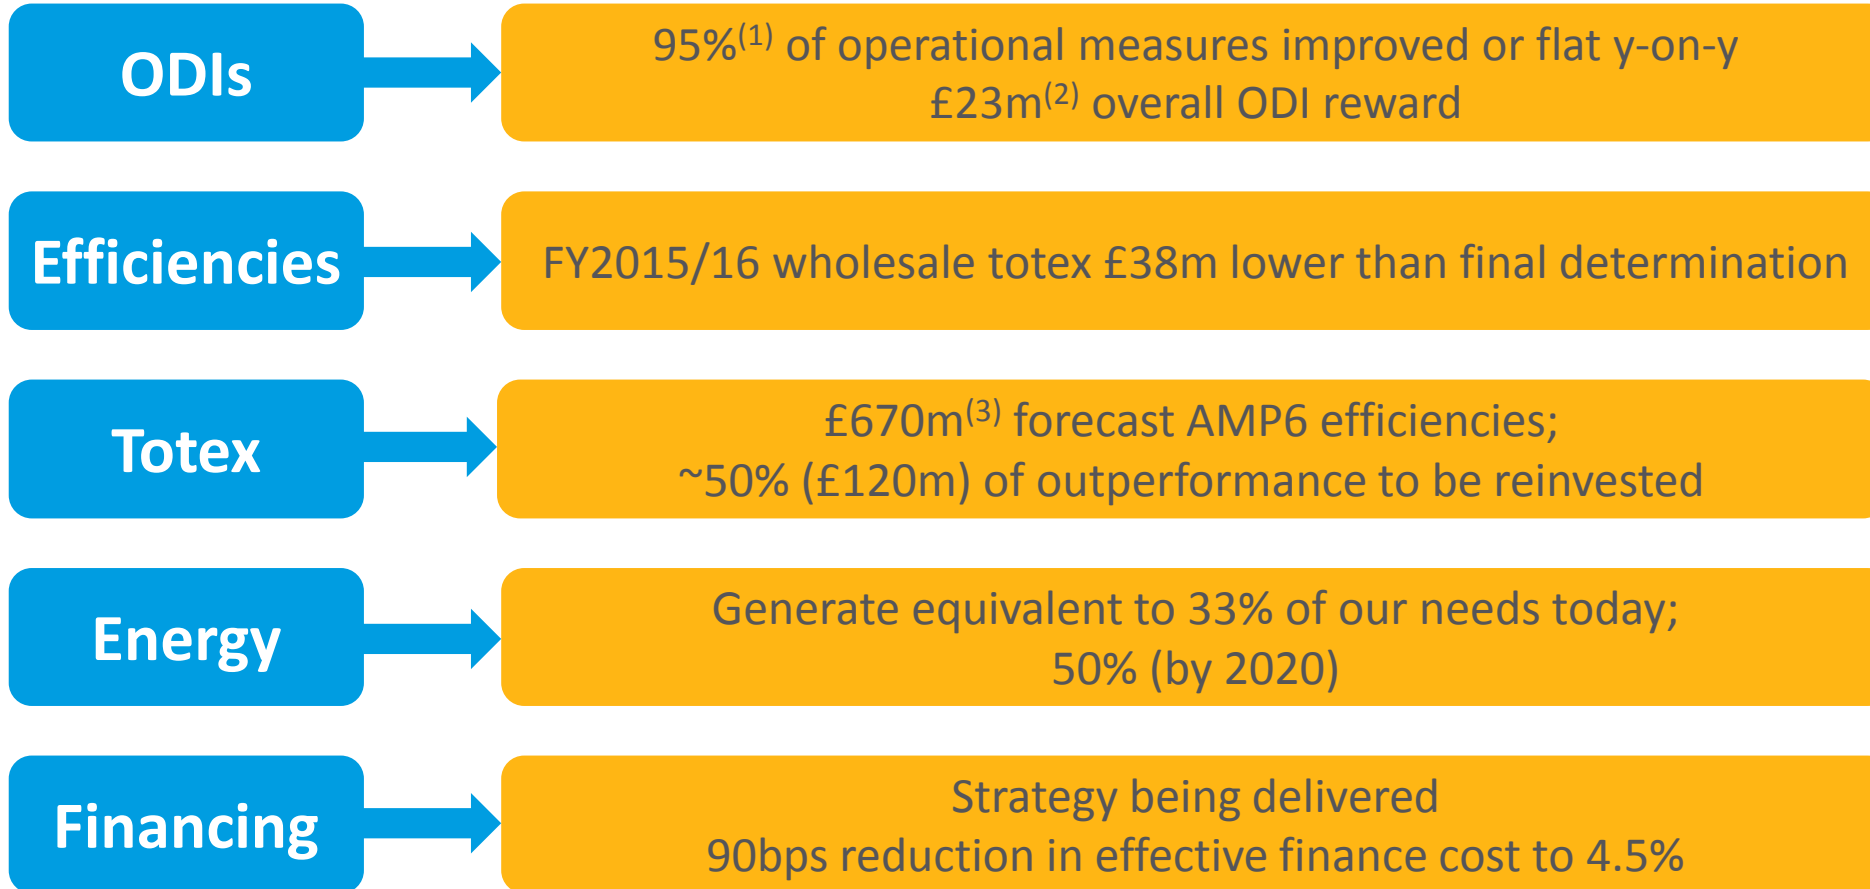 ODIs
95%(1) of operational measures improved or flat y-on-y
£23m(2) overall ODI reward
Efficiencies
FY2015/16 wholesale totex £38m lower than final determination
Totex
£670m(3) forecast AMP6 efficiencies;
~50% (£120m) of outperformance to be reinvested
Energy
Generate equivalent to 33% of our needs today;
50% (by 2020)
Financing
Strategy being delivered
90bps reduction in effective finance cost to 4.5%